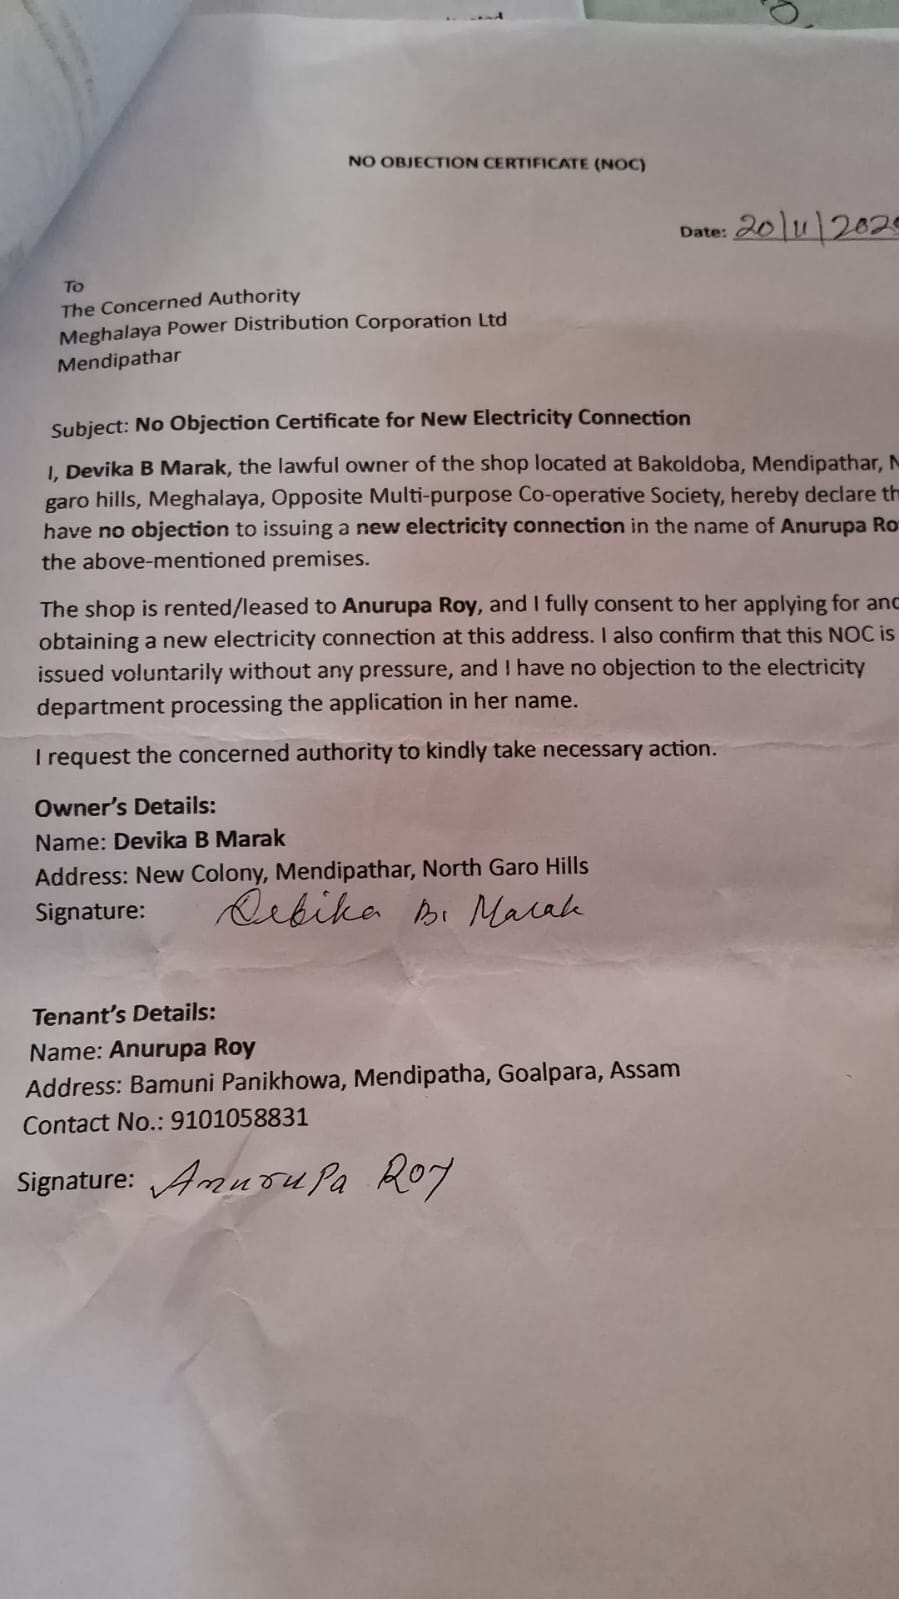 NO OBJECTION CERTIFICATE (NOC)
Date: 20/11/202
To
The Concerned Authority
Meghalaya Power Distribution Corporation Ltd
Mendipathar
Subject: No Objection Certificate for New Electricity Connection
I, Devika B Marak, the lawful owner of the shop located at Bakoldoba, Mendipathar, N
garo hills, Meghalaya, Opposite Multi-purpose Co-operative Society, hereby declare th
have no objection to issuing a new electricity connection in the name of Anurupa Ro
the above-mentioned premises.
The shop is rented/leased to Anurupa Roy, and I fully consent to her applying for and
obtaining a new electricity connection at this address. I also confirm that this NOC is
issued voluntarily without any pressure, and I have no objection to the electricity
department processing the application in her name.
I request the concerned authority to kindly take necessary action.
Owner's Details:
Name: Devika B Marak
Address: New Colony, Mendipathar, North Garo Hills
Signature: Debika B. Marak
Tenant's Details:
Name: Anurupa Roy
Address: Bamuni Panikhowa, Mendipatha, Goalpara, Assam
Contact No.: 9101058831
Signature: Anurupa Roy